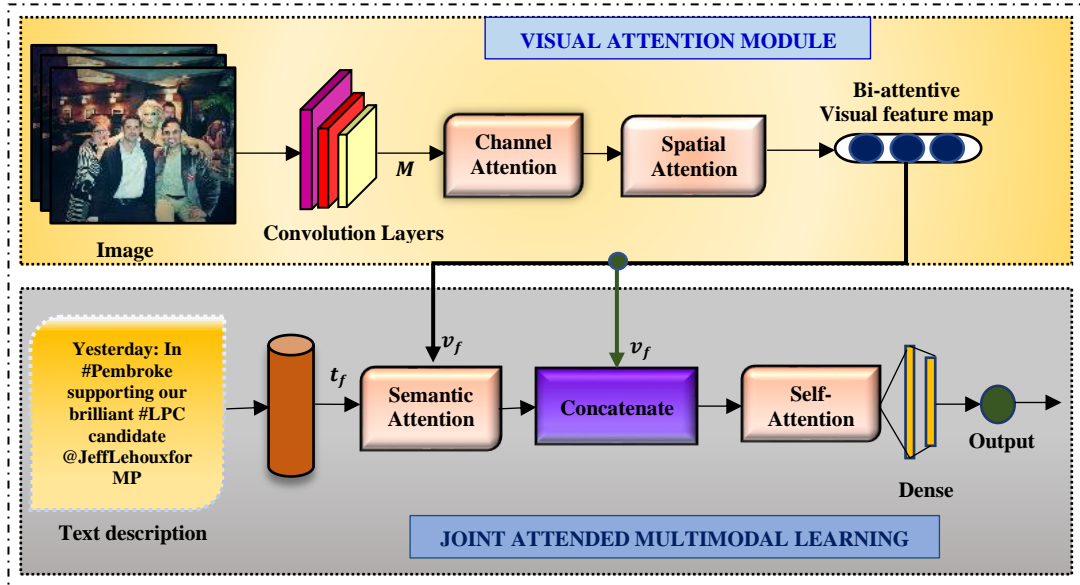 VISUAL ATTENTION MODULE
Image
Convolution Layers
M
Channel
Attention
Spatial
Attention
Bi-attentive
Visual feature map
Yesterday: In
#Pembroke
supporting our
brilliant #LPC
candidate
@JeffLehouxfor
MP
Text description
t_f
v_f
Semantic
Attention
v_f
Concatenate
Self-
Attention
Dense
Output
JOINT ATTENDED MULTIMODAL LEARNING